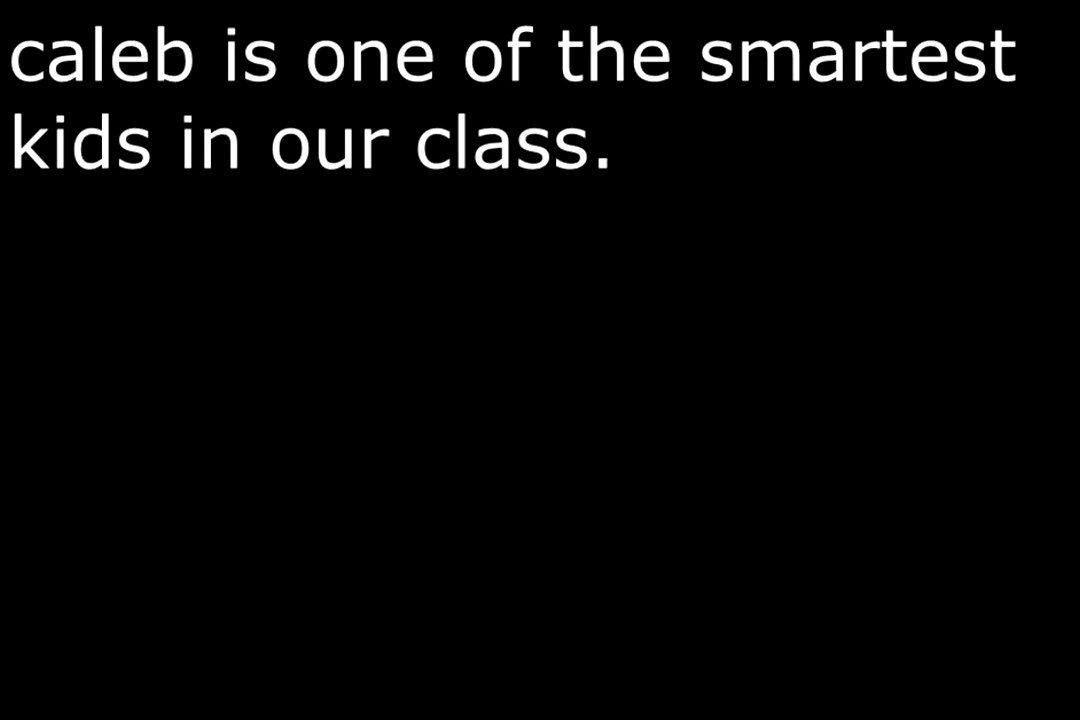 caleb is one of the smartest
kids in our class.